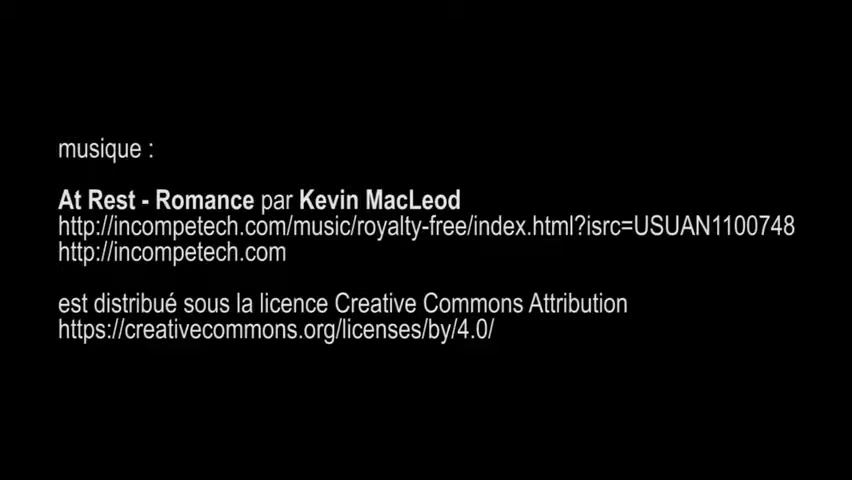 musique :
At Rest - Romance par Kevin MacLeod
http://incompetech.com/music/royalty-free/index.html?isrc=USUAN1100748
http://incompetech.com
est distribué sous la licence Creative Commons Attribution
https://creativecommons.org/licenses/by/4.0/